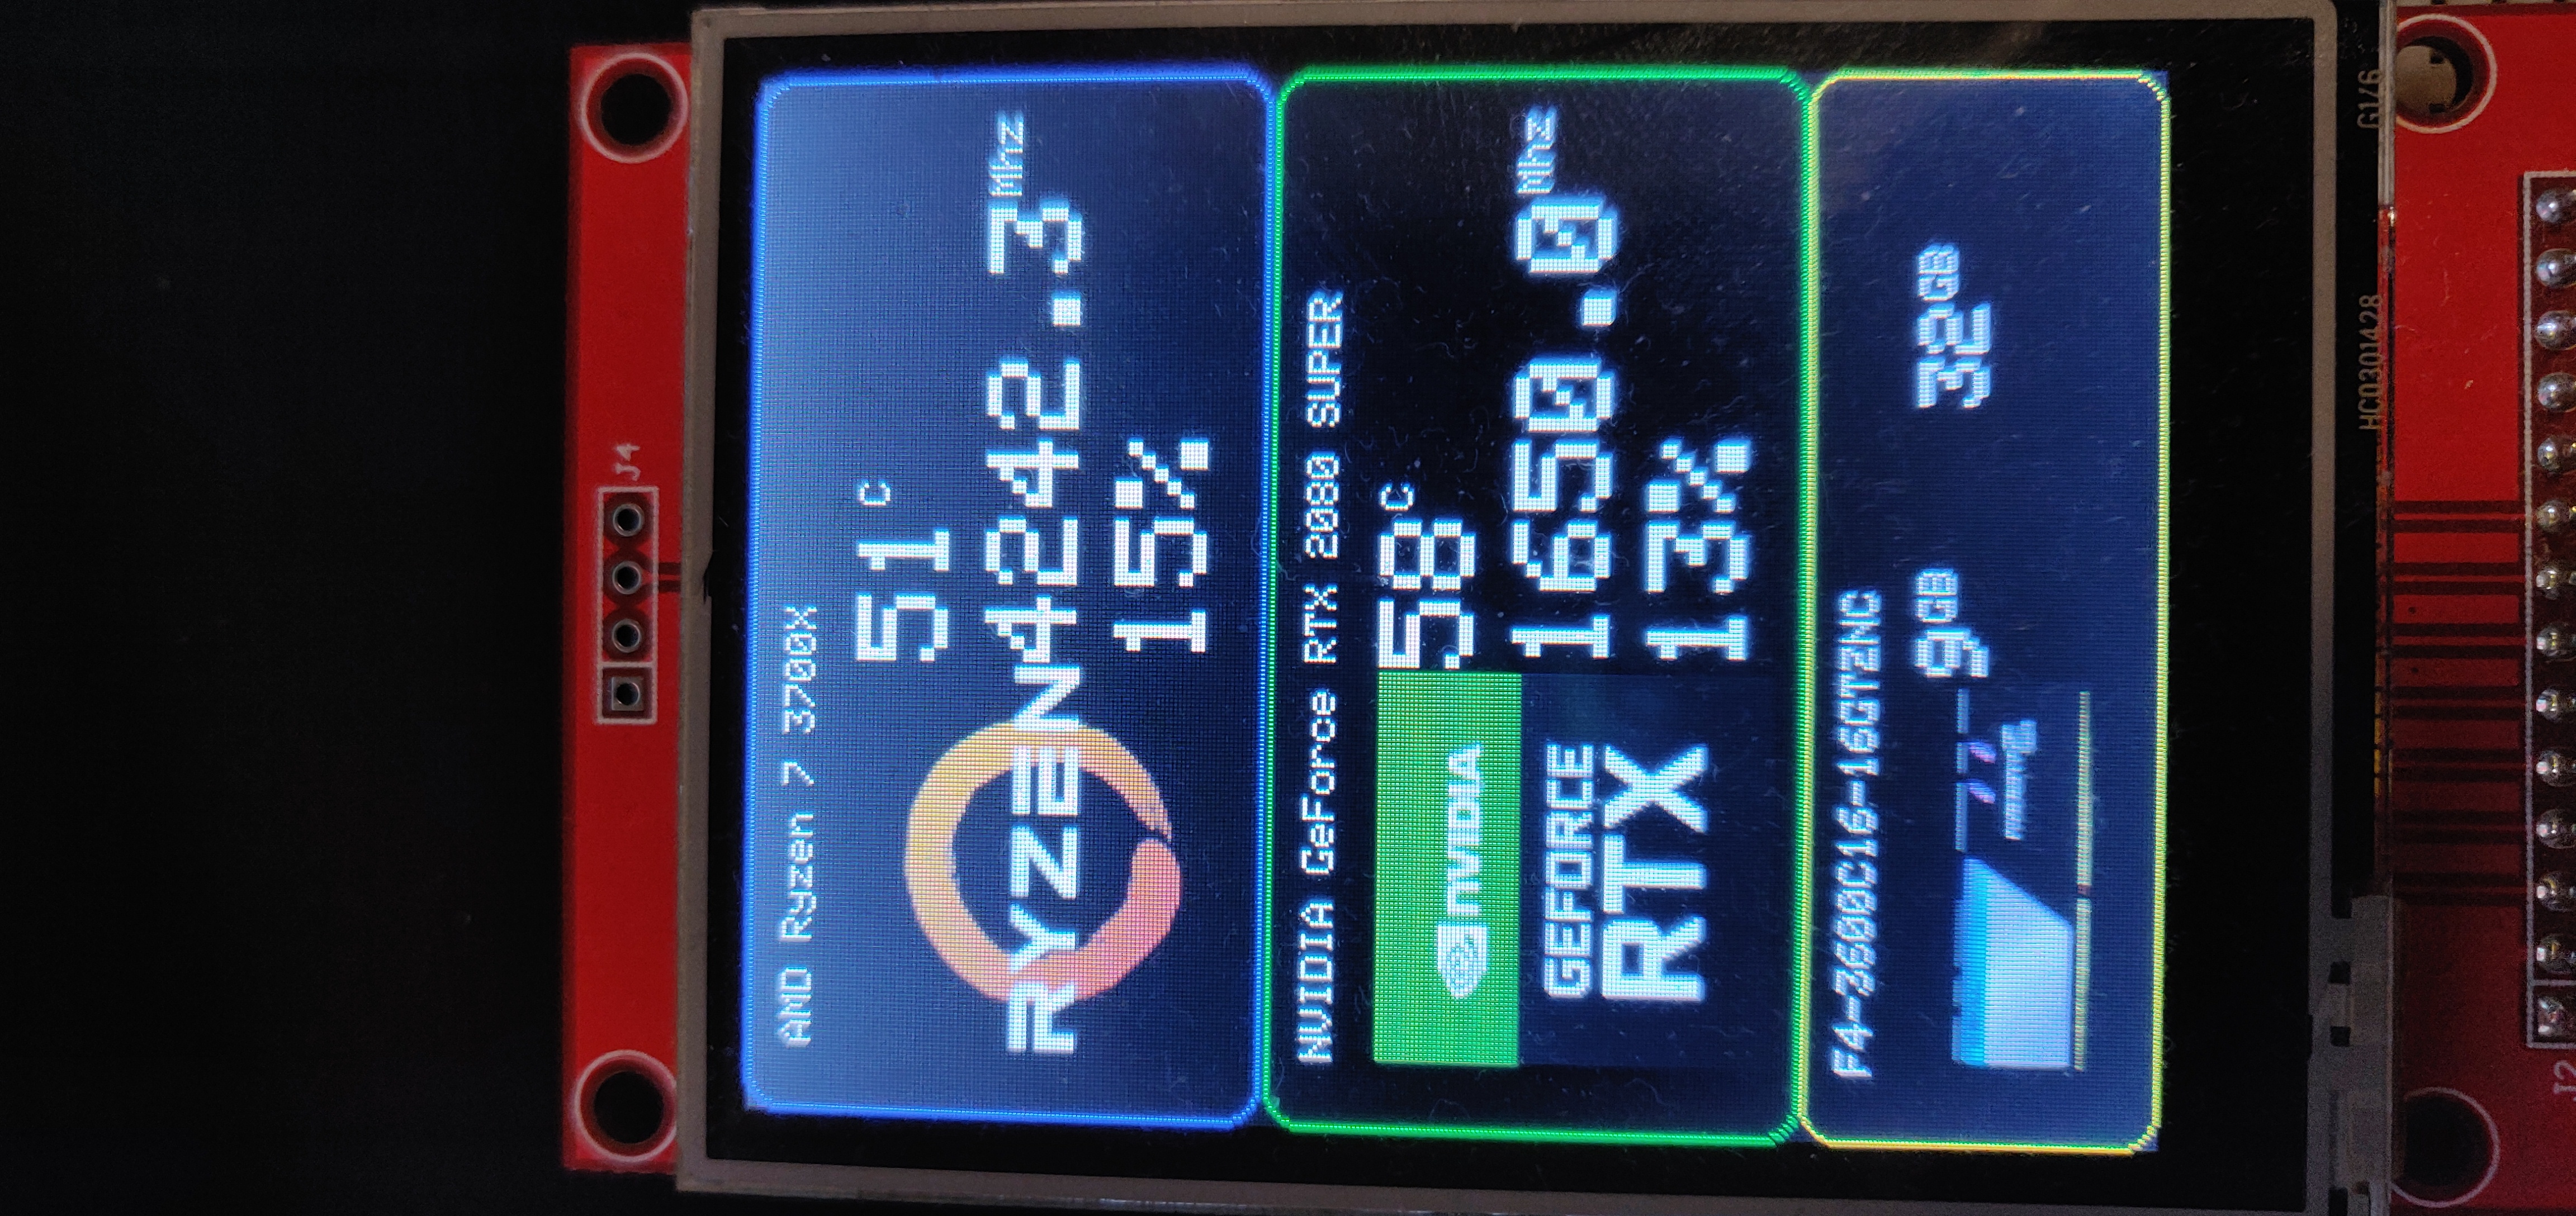 J4
AMD Ryzen 7 3700X
51 C
RYZEN 4242.3 Mhz
15%
NVIDIA GeForce RTX 2080 SUPER
58 C
nVIDIA
1650.0 Mhz
GEFORCE
RTX
13%
F4-3600C16-16GTZNC
9 GB 32 GB
HC0301428 G1/6
J2